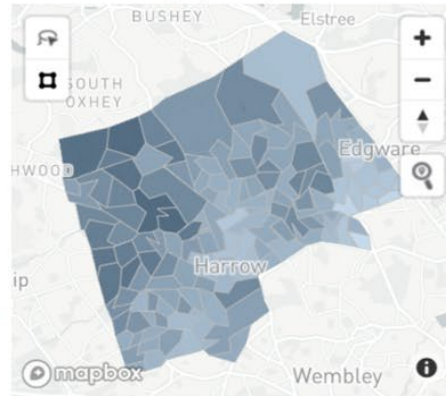 BUSHEY
Elstree
SOUTH
OXHEY
Edgware
HWOOD
Harrow
ip
mapbox
Wembley